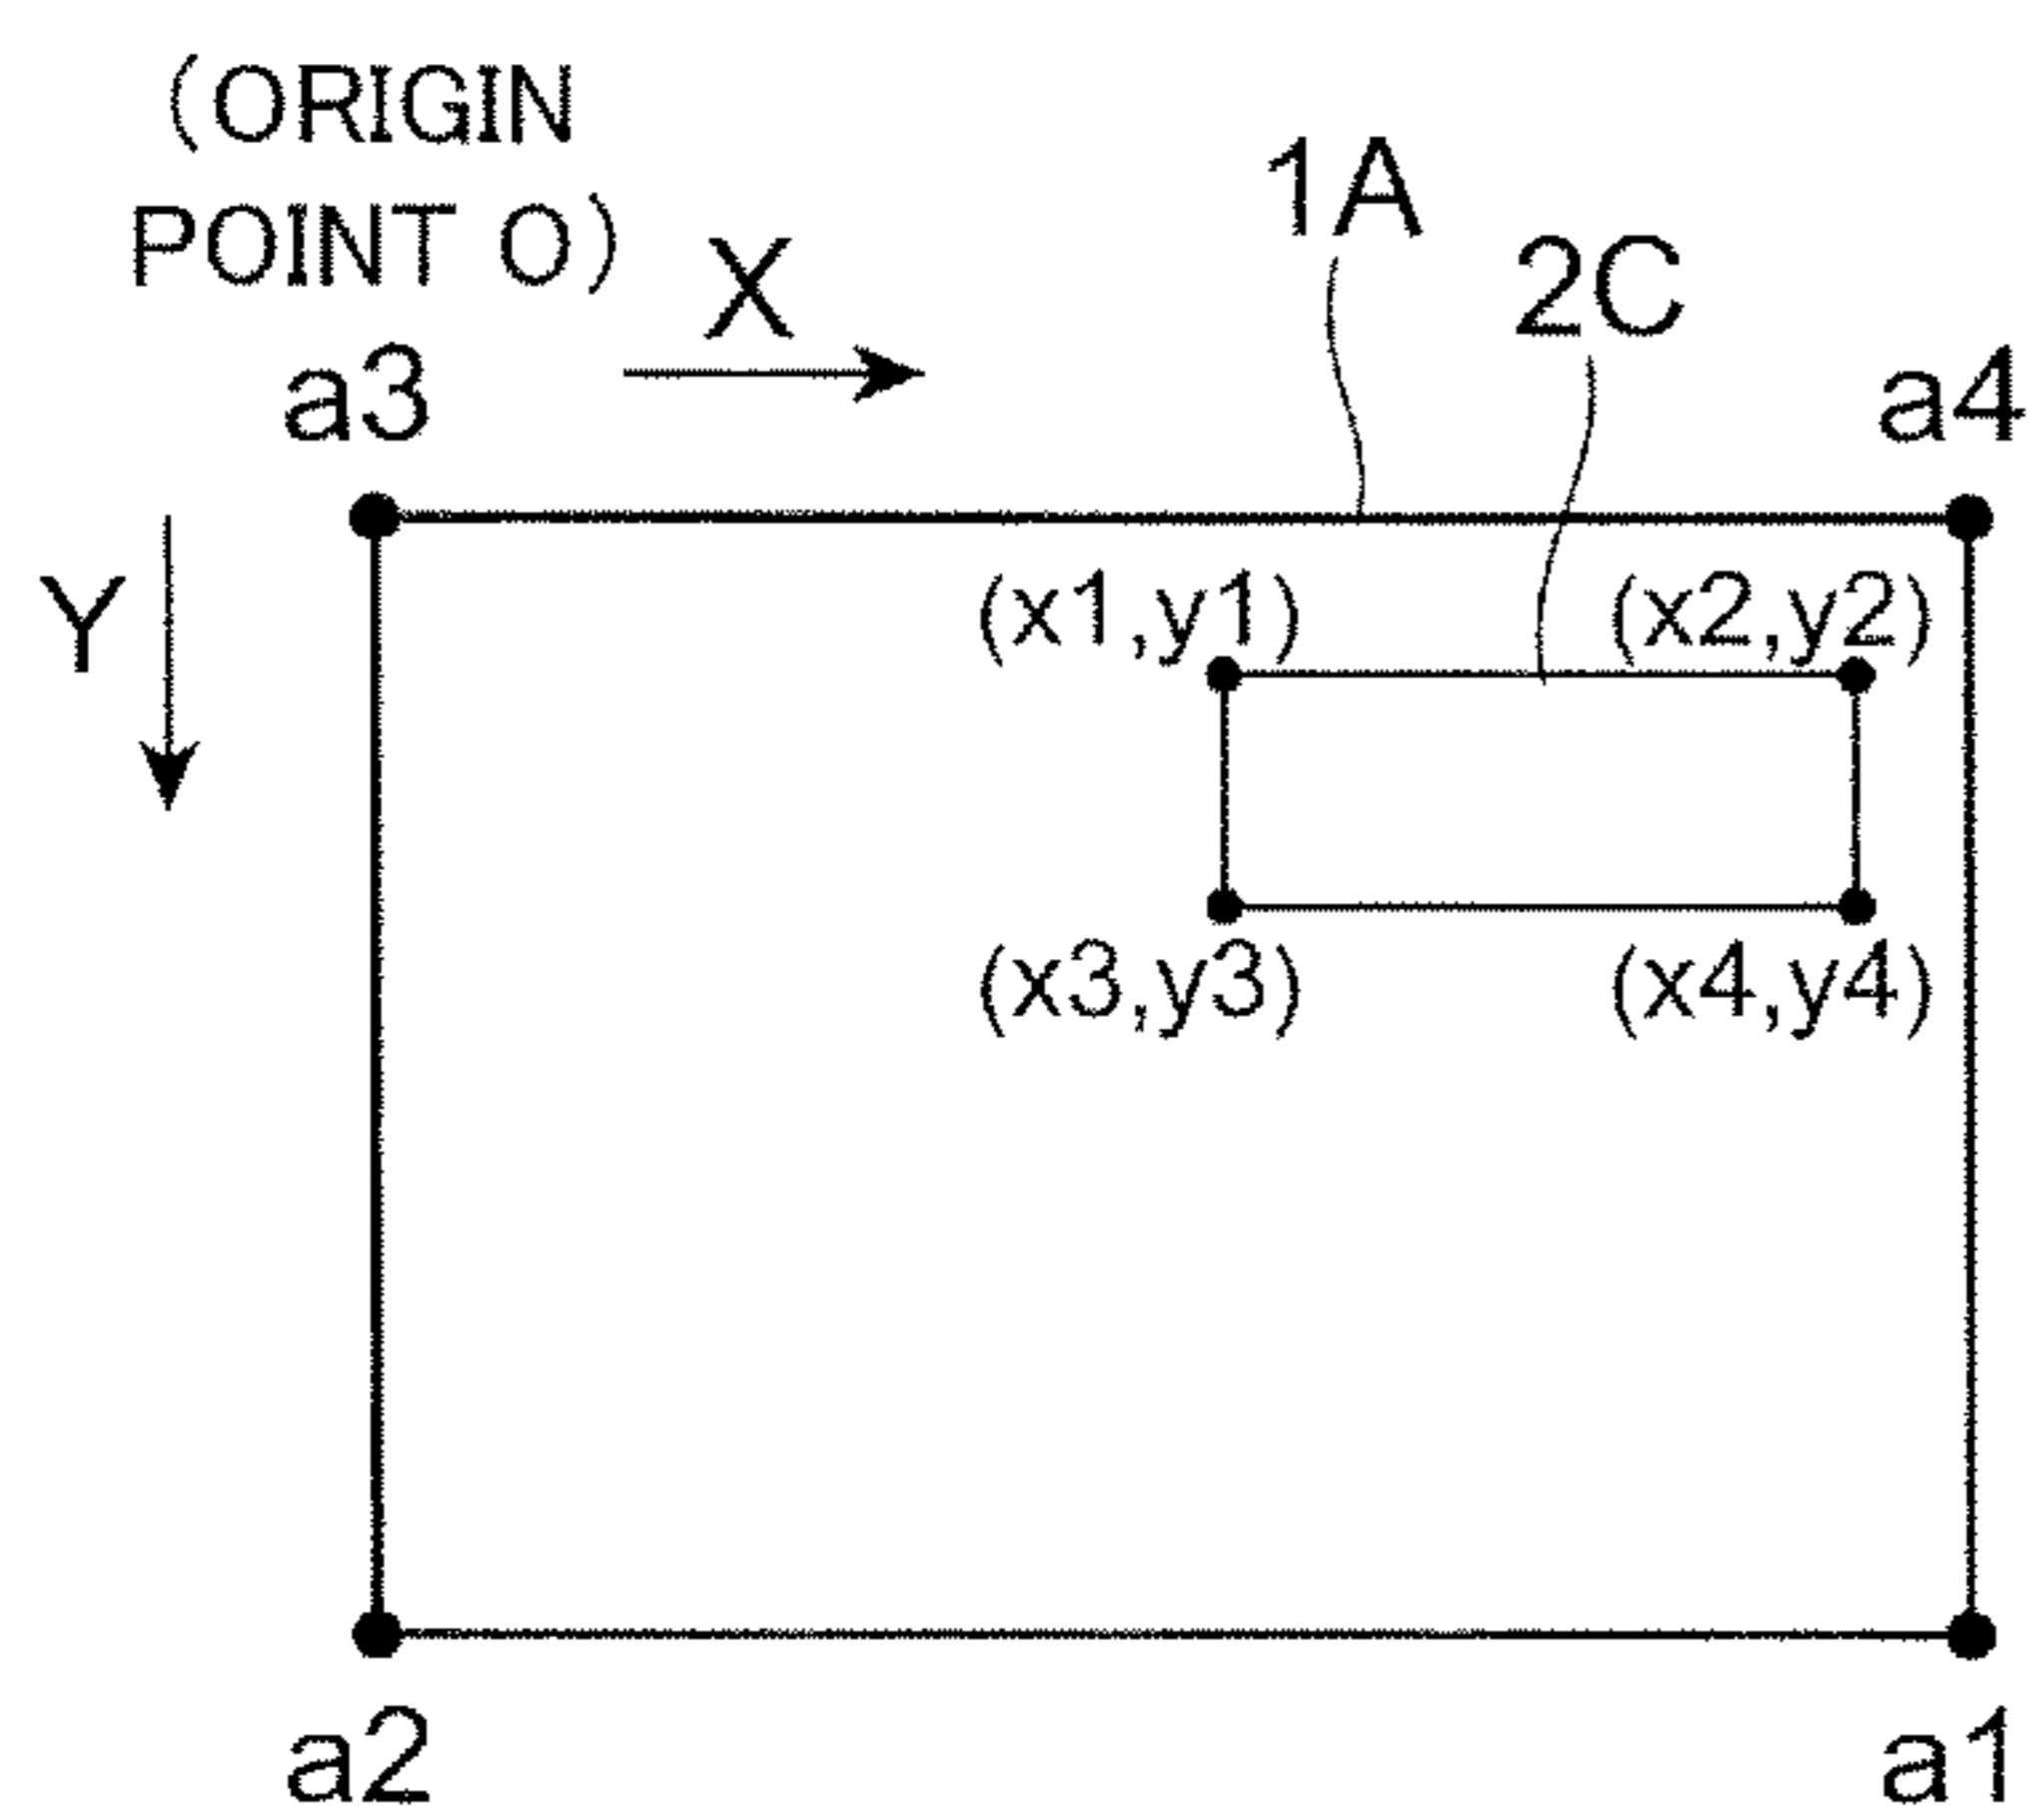 (ORIGIN
POINT O)
X
1A
2C
a3
a4
Y
(x1,y1)
(x2,y2)
(x3,y3)
(x4,y4)
a2
a1